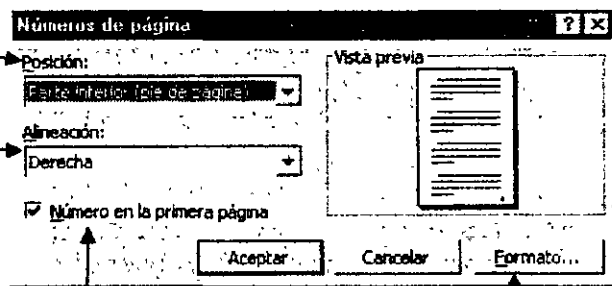 Números de página
Posición:
Vista previa
Parte inferior (pie de página)
Alineación:
Derecha
Número en la primera página
Aceptar
Cancelar
Formato...